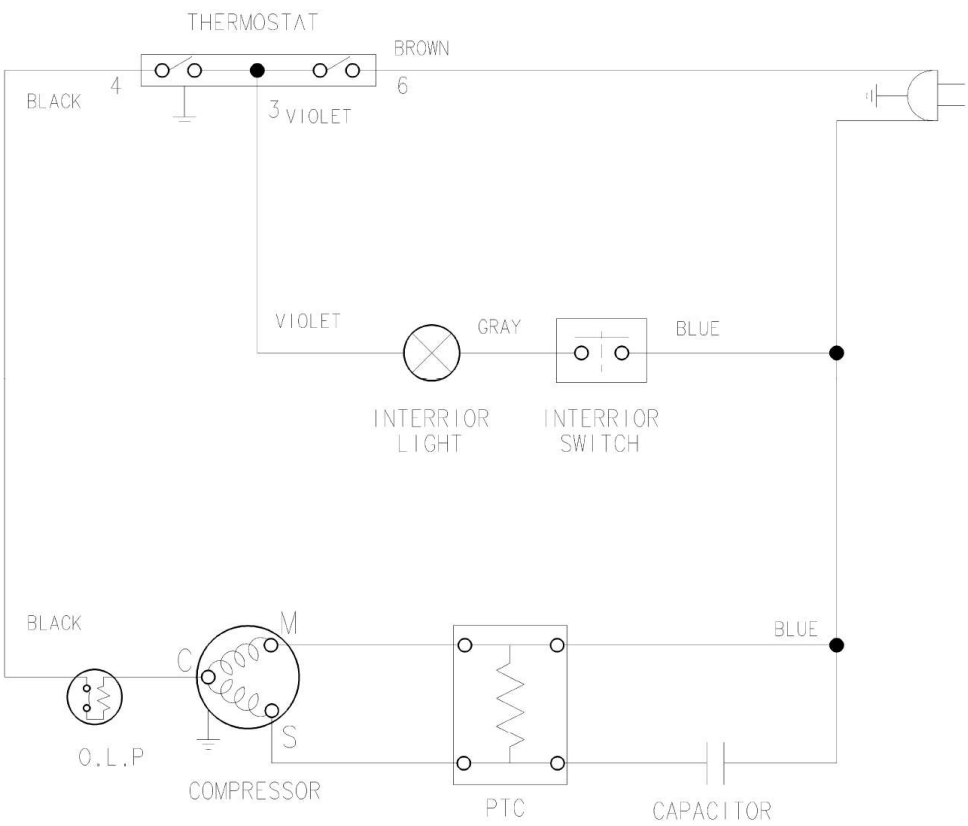 THERMOSTAT
BROWN
4
6
BLACK
3 VIOLET
VIOLET
GRAY
BLUE
INTERRIOR
LIGHT
INTERRIOR
SWITCH
BLACK
M
BLUE
C
S
O.L.P
COMPRESSOR
PTC
CAPACITOR